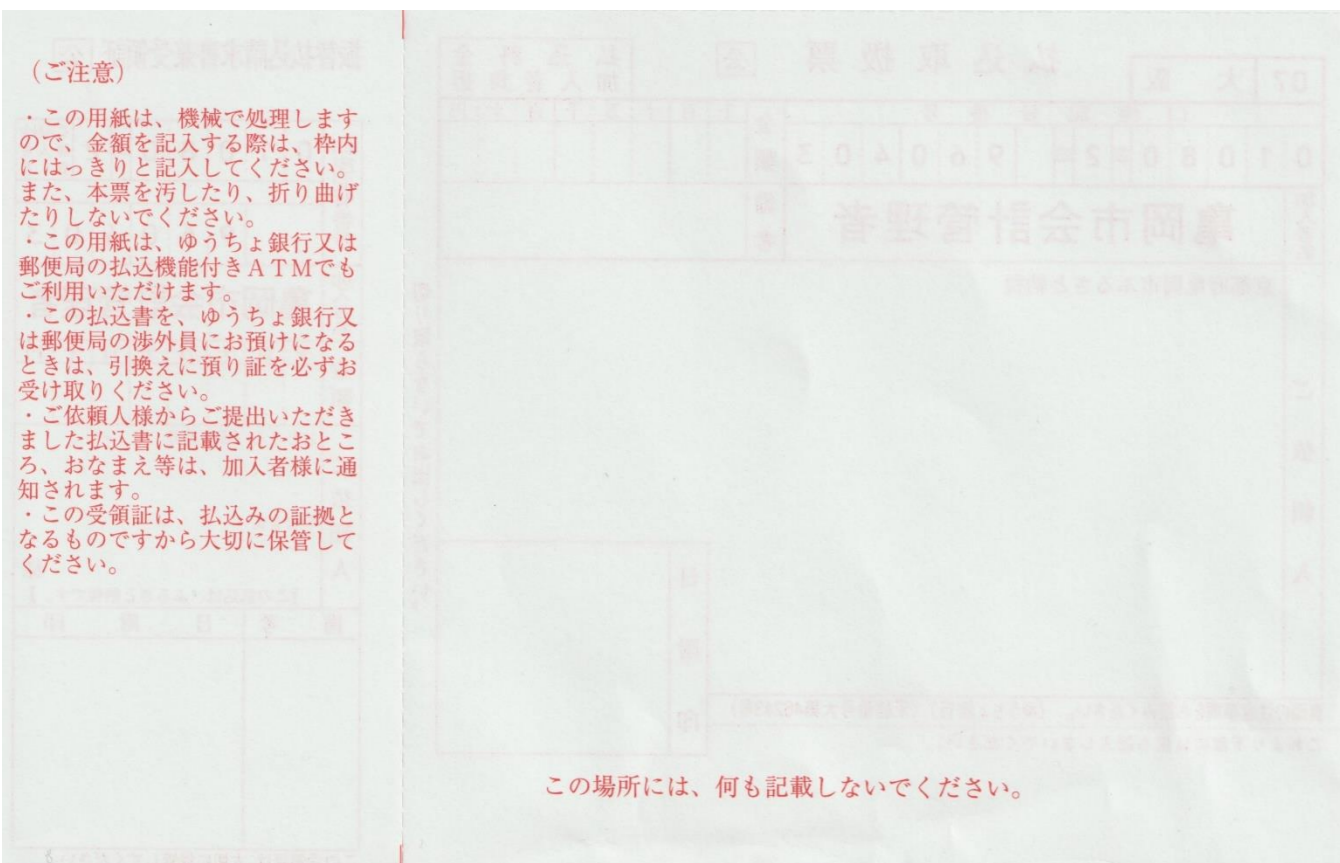 （ご注意）
・この用紙は、機械で処理します
ので、金額を記入する際は、枠内
にはっきりと記入してください。
また、本票を汚したり、折り曲げ
たりしないでください。
・この用紙は、ゆうちょ銀行又は
郵便局の払込機能付きＡＴＭでも
ご利用いただけます。
・この払込書を、ゆうちょ銀行又
は郵便局の渉外員にお預けになる
ときは、引換えに預り証を必ずお
受け取りください。
・ご依頼人様からご提出いただき
ました払込書に記載されたおとこ
ろ、おなまえ等は、加入者様に通
知されます。
・この受領証は、払込みの証拠と
なるものですから大切に保管して
ください。
この場所には、何も記載しないでください。